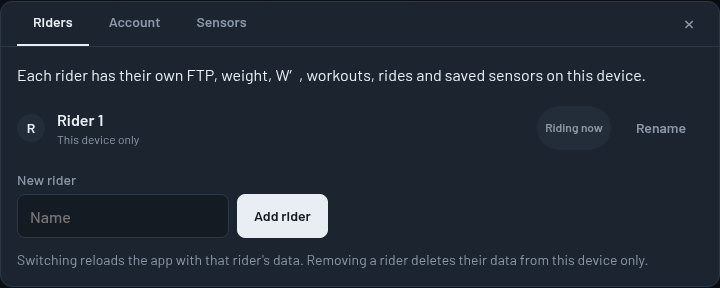 Riders Account Sensors ×
Each rider has their own FTP, weight, W′ , workouts, rides and saved sensors on this device.
R Rider 1 Riding now Rename
This device only
New rider
Name Add rider
Switching reloads the app with that rider's data. Removing a rider deletes their data from this device only.